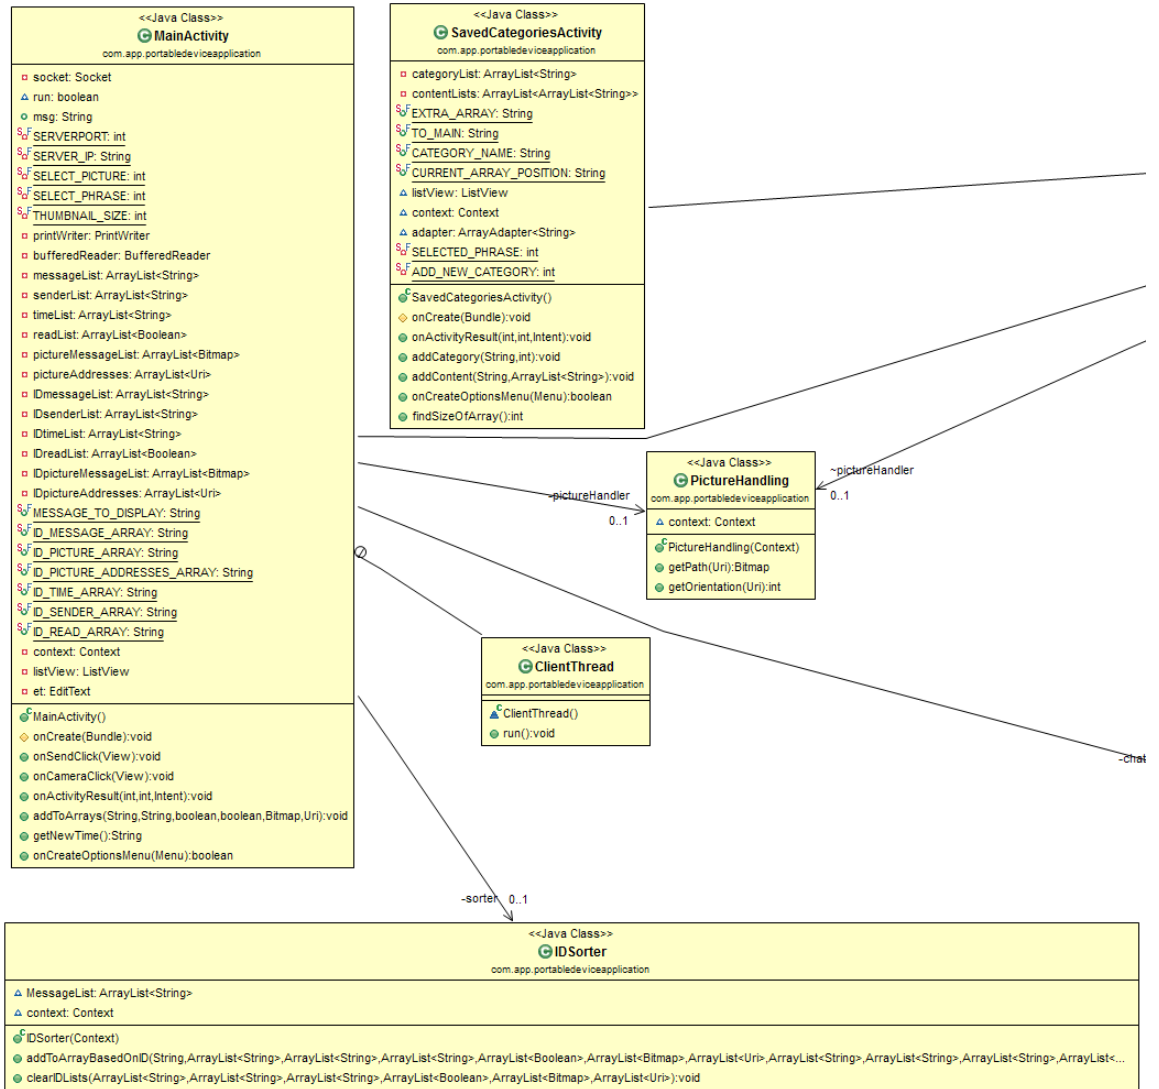 <<Java Class>>
MainActivity
com.app.portabledeviceapplication
socket: Socket
run: boolean
msg: String
SERVERPORT: int
SERVER_IP: String
SELECT_PICTURE: int
SELECT_PHRASE: int
THUMBNAIL_SIZE: int
printWriter: PrintWriter
bufferedReader: BufferedReader
messageList: ArrayList<String>
senderList: ArrayList<String>
timeList: ArrayList<String>
readList: ArrayList<Boolean>
pictureMessageList: ArrayList<Bitmap>
pictureAddresses: ArrayList<Uri>
IDmessageList: ArrayList<String>
IDsenderList: ArrayList<String>
IDtimeList: ArrayList<String>
IDreadList: ArrayList<Boolean>
IDpictureMessageList: ArrayList<Bitmap>
IDpictureAddresses: ArrayList<Uri>
MESSAGE_TO_DISPLAY: String
ID_MESSAGE_ARRAY: String
ID_PICTURE_ARRAY: String
ID_PICTURE_ADDRESSES_ARRAY: String
ID_TIME_ARRAY: String
ID_SENDER_ARRAY: String
ID_READ_ARRAY: String
context: Context
listView: ListView
et: EditText
MainActivity()
onCreate(Bundle):void
onSendClick(View):void
onCameraClick(View):void
onActivityResult(int,int,Intent):void
addToArrays(String,String,boolean,boolean,Bitmap,Uri):void
getNewTime():String
onCreateOptionsMenu(Menu):boolean
<<Java Class>>
SavedCategoriesActivity
com.app.portabledeviceapplication
categoryList: ArrayList<String>
contentLists: ArrayList<ArrayList<String>>
EXTRA_ARRAY: String
TO_MAIN: String
CATEGORY_NAME: String
CURRENT_ARRAY_POSITION: String
listView: ListView
context: Context
adapter: ArrayAdapter<String>
SELECTED_PHRASE: int
ADD_NEW_CATEGORY: int
SavedCategoriesActivity()
onCreate(Bundle):void
onActivityResult(int,int,Intent):void
addCategory(String,int):void
addContent(String,ArrayList<String>):void
onCreateOptionsMenu(Menu):boolean
findSizeOfArray():int
-pictureHandler
0..1
<<Java Class>>
PictureHandling
com.app.portabledeviceapplication
context: Context
PictureHandling(Context)
getPath(Uri):Bitmap
getOrientation(Uri):int
~pictureHandler
0..1
<<Java Class>>
ClientThread
com.app.portabledeviceapplication
ClientThread()
run():void
-chat
-sorter 0..1
<<Java Class>>
IDSorter
com.app.portabledeviceapplication
MessageList: ArrayList<String>
context: Context
IDSorter(Context)
addToArrayBasedOnID(String,ArrayList<String>,ArrayList<String>,ArrayList<String>,ArrayList<Boolean>,ArrayList<Bitmap>,ArrayList<Uri>,ArrayList<String>,ArrayList<String>,ArrayList<String>,ArrayList<...
clearIDLists(ArrayList<String>,ArrayList<String>,ArrayList<String>,ArrayList<Boolean>,ArrayList<Bitmap>,ArrayList<Uri>):void